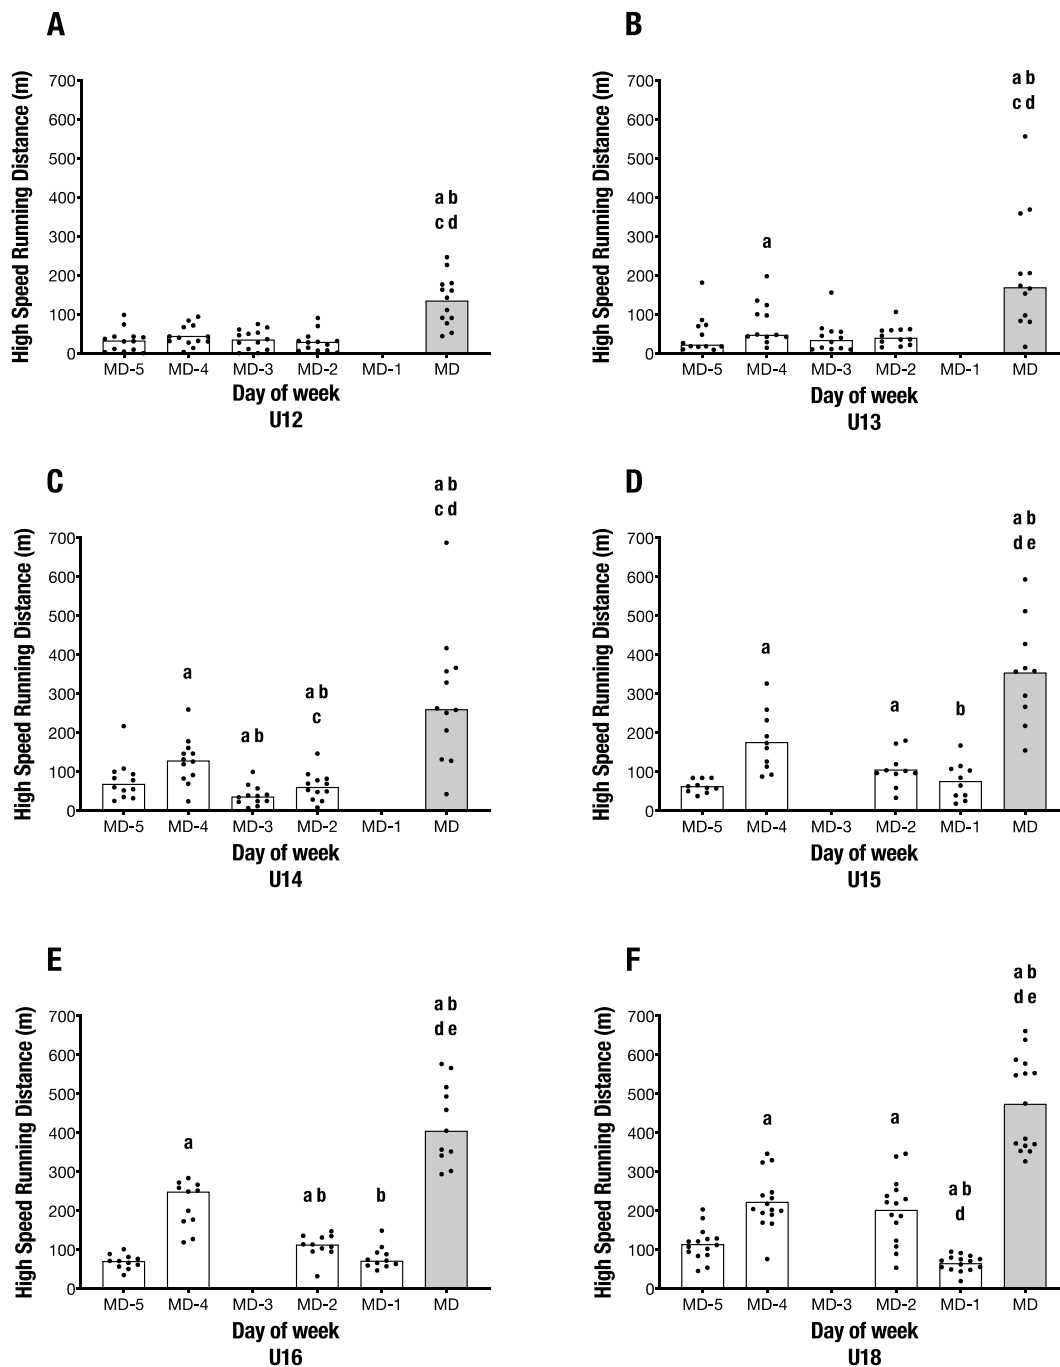 A
High Speed Running Distance (m)
700
600
500
400
300
200
100
0
a b
c d
MD-5 MD-4 MD-3 MD-2 MD-1 MD
Day of week
U12
B
High Speed Running Distance (m)
700
600
500
400
300
200
100
0
a
a b
c d
MD-5 MD-4 MD-3 MD-2 MD-1 MD
Day of week
U13
C
High Speed Running Distance (m)
700
600
500
400
300
200
100
0
a
a b
a b
c
a b
c d
MD-5 MD-4 MD-3 MD-2 MD-1 MD
Day of week
U14
D
High Speed Running Distance (m)
700
600
500
400
300
200
100
0
a
a
b
a b
d e
MD-5 MD-4 MD-3 MD-2 MD-1 MD
Day of week
U15
E
High Speed Running Distance (m)
700
600
500
400
300
200
100
0
a
a b
b
a b
d e
MD-5 MD-4 MD-3 MD-2 MD-1 MD
Day of week
U16
F
High Speed Running Distance (m)
700
600
500
400
300
200
100
0
a
a
a b
d
a b
d e
MD-5 MD-4 MD-3 MD-2 MD-1 MD
Day of week
U18